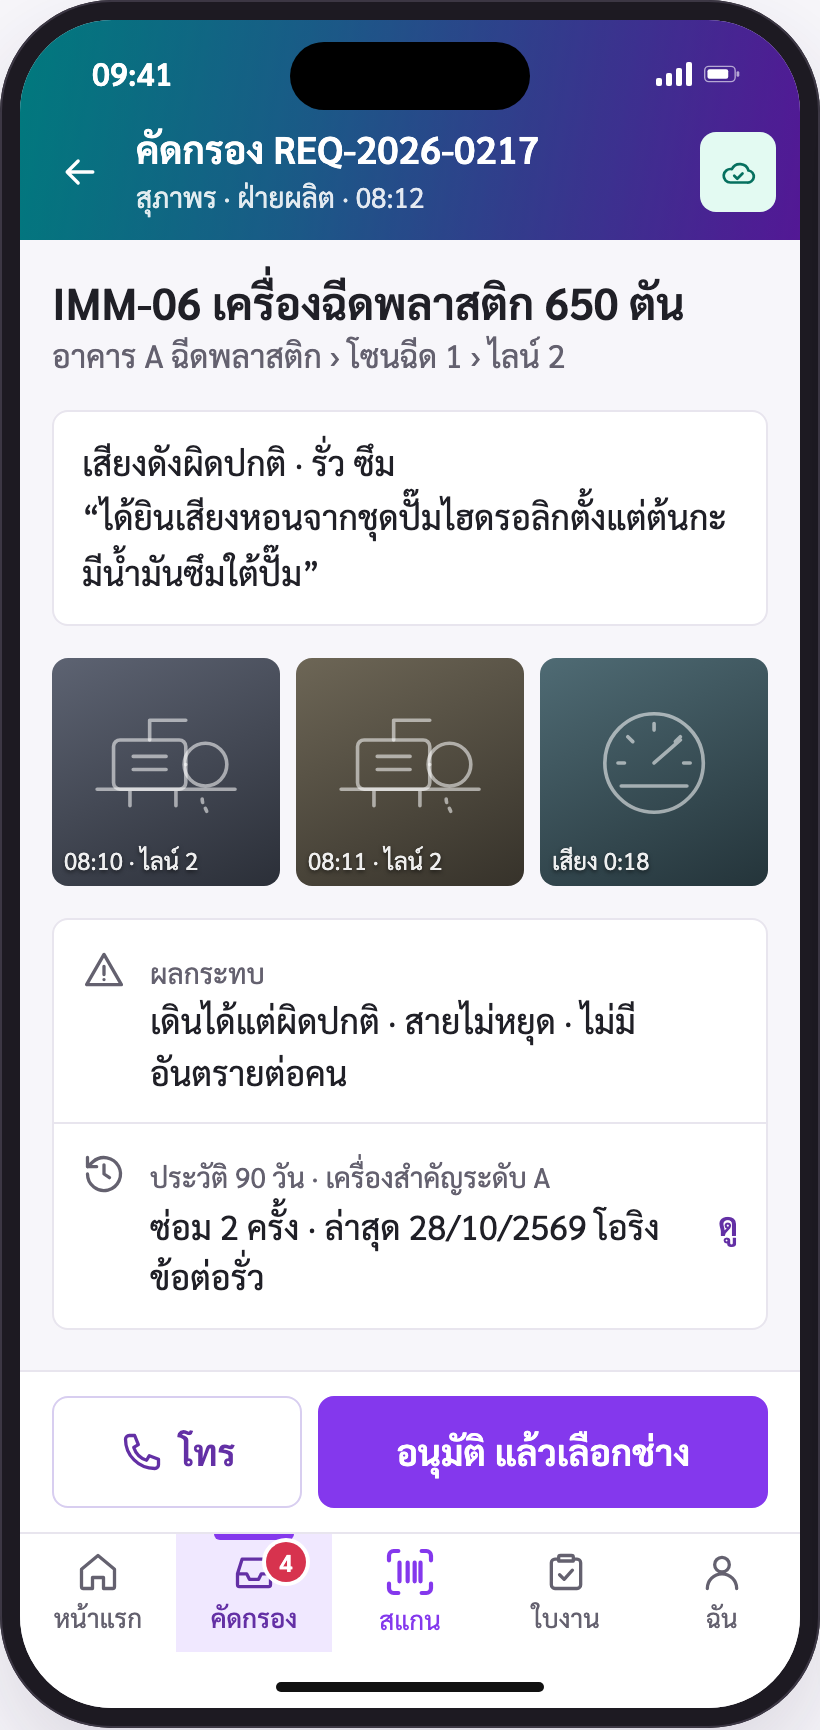 09:41
คัดกรอง REQ-2026-0217
สุภาพร · ฝ่ายผลิต · 08:12
IMM-06 เครื่องฉีดพลาสติก 650 ตัน
อาคาร A ฉีดพลาสติก › โซนฉีด 1 › ไลน์ 2
เสียงดังผิดปกติ · รั่ว ซึม
“ได้ยินเสียงหอนจากชุดปั๊มไฮดรอลิกตั้งแต่ต้นกะ
มีน้ำมันซึมใต้ปั๊ม”
08:10 · ไลน์ 2
08:11 · ไลน์ 2
เสียง 0:18
ผลกระทบ
เดินได้แต่ผิดปกติ · สายไม่หยุด · ไม่มี
อันตรายต่อคน
ประวัติ 90 วัน · เครื่องสำคัญระดับ A
ซ่อม 2 ครั้ง · ล่าสุด 28/10/2569 โอริง
ข้อต่อรั่ว
ดู
โทร
อนุมัติ แล้วเลือกช่าง
4
หน้าแรก
คัดกรอง
สแกน
ใบงาน
ฉัน